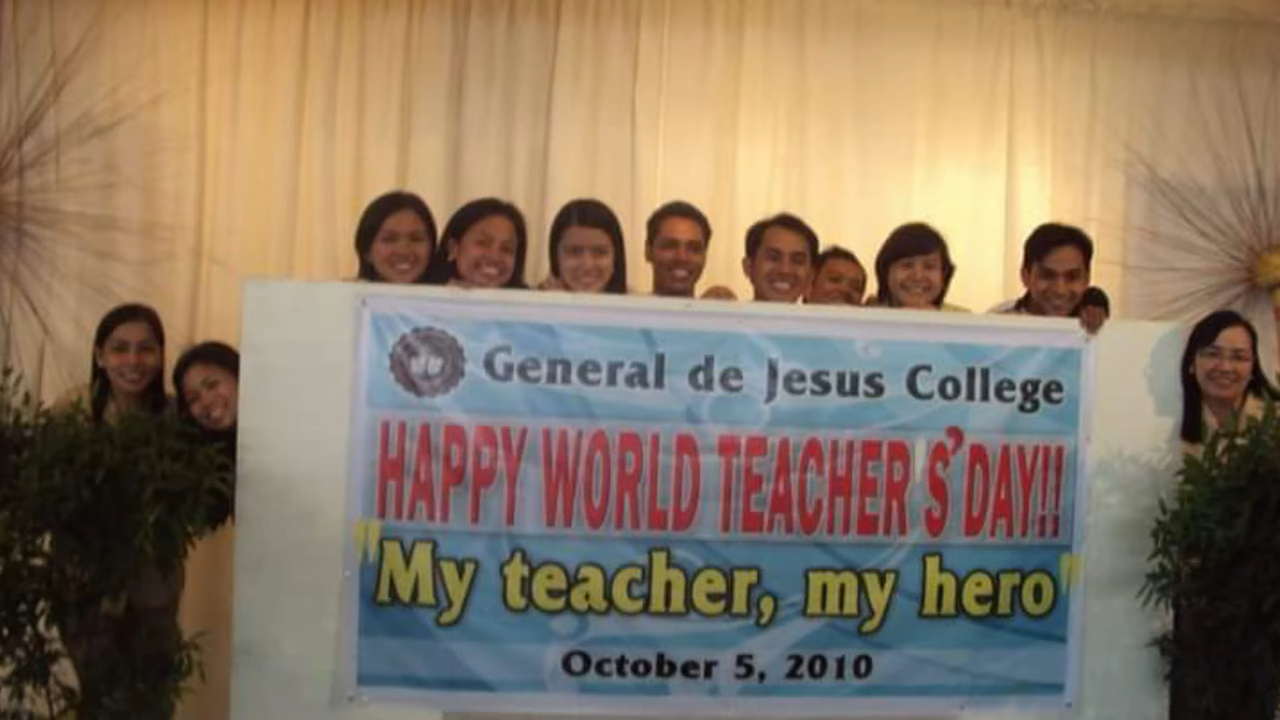 General de Jesus College
HAPPY WORLD TEACHER'S' DAY!!
"My teacher, my hero"
October 5, 2010